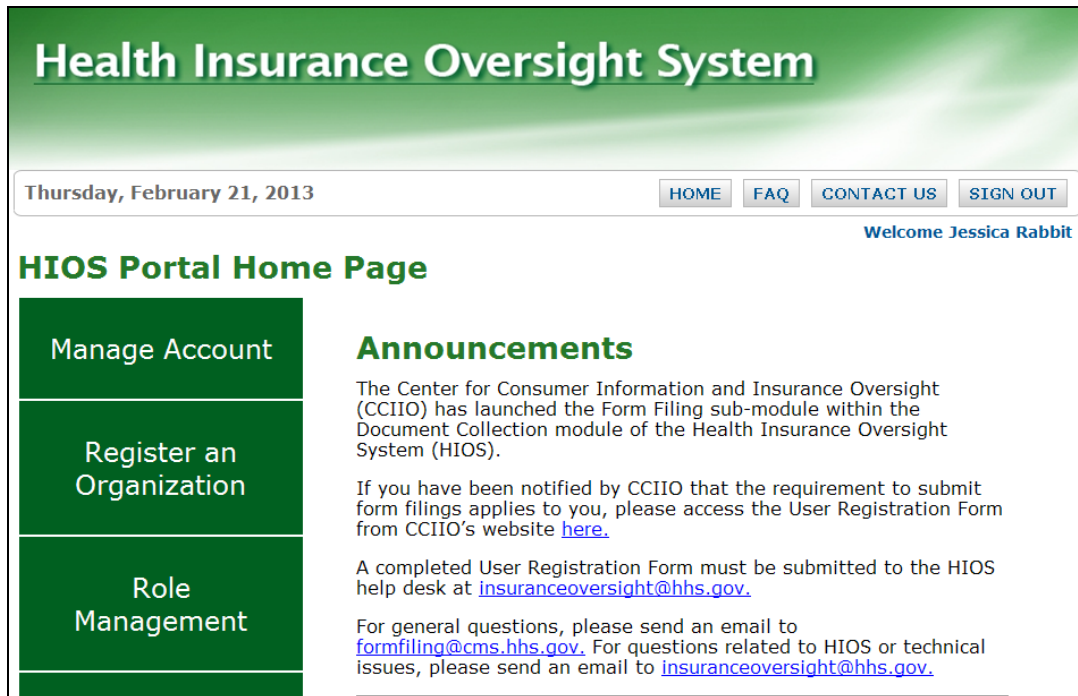 Health Insurance Oversight System
Thursday, February 21, 2013
HOME
FAQ
CONTACT US
SIGN OUT
Welcome Jessica Rabbit
HIOS Portal Home Page
Manage Account
Register an
Organization
Role
Management
Announcements
The Center for Consumer Information and Insurance Oversight
(CCIIO) has launched the Form Filing sub-module within the
Document Collection module of the Health Insurance Oversight
System (HIOS).
If you have been notified by CCIIO that the requirement to submit
form filings applies to you, please access the User Registration Form
from CCIIO's website here.
A completed User Registration Form must be submitted to the HIOS
help desk at insuranceoversight@hhs.gov.
For general questions, please send an email to
formfiling@cms.hhs.gov. For questions related to HIOS or technical
issues, please send an email to insuranceoversight@hhs.gov.